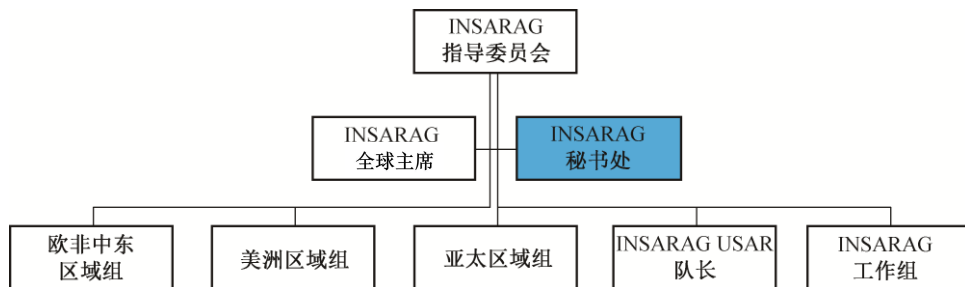 INSARAG
指导委员会
INSARAG
全球主席
INSARAG
秘书处
欧非中东
区域组
美洲区域组
亚太区域组
INSARAG USAR
队长
INSARAG
工作组